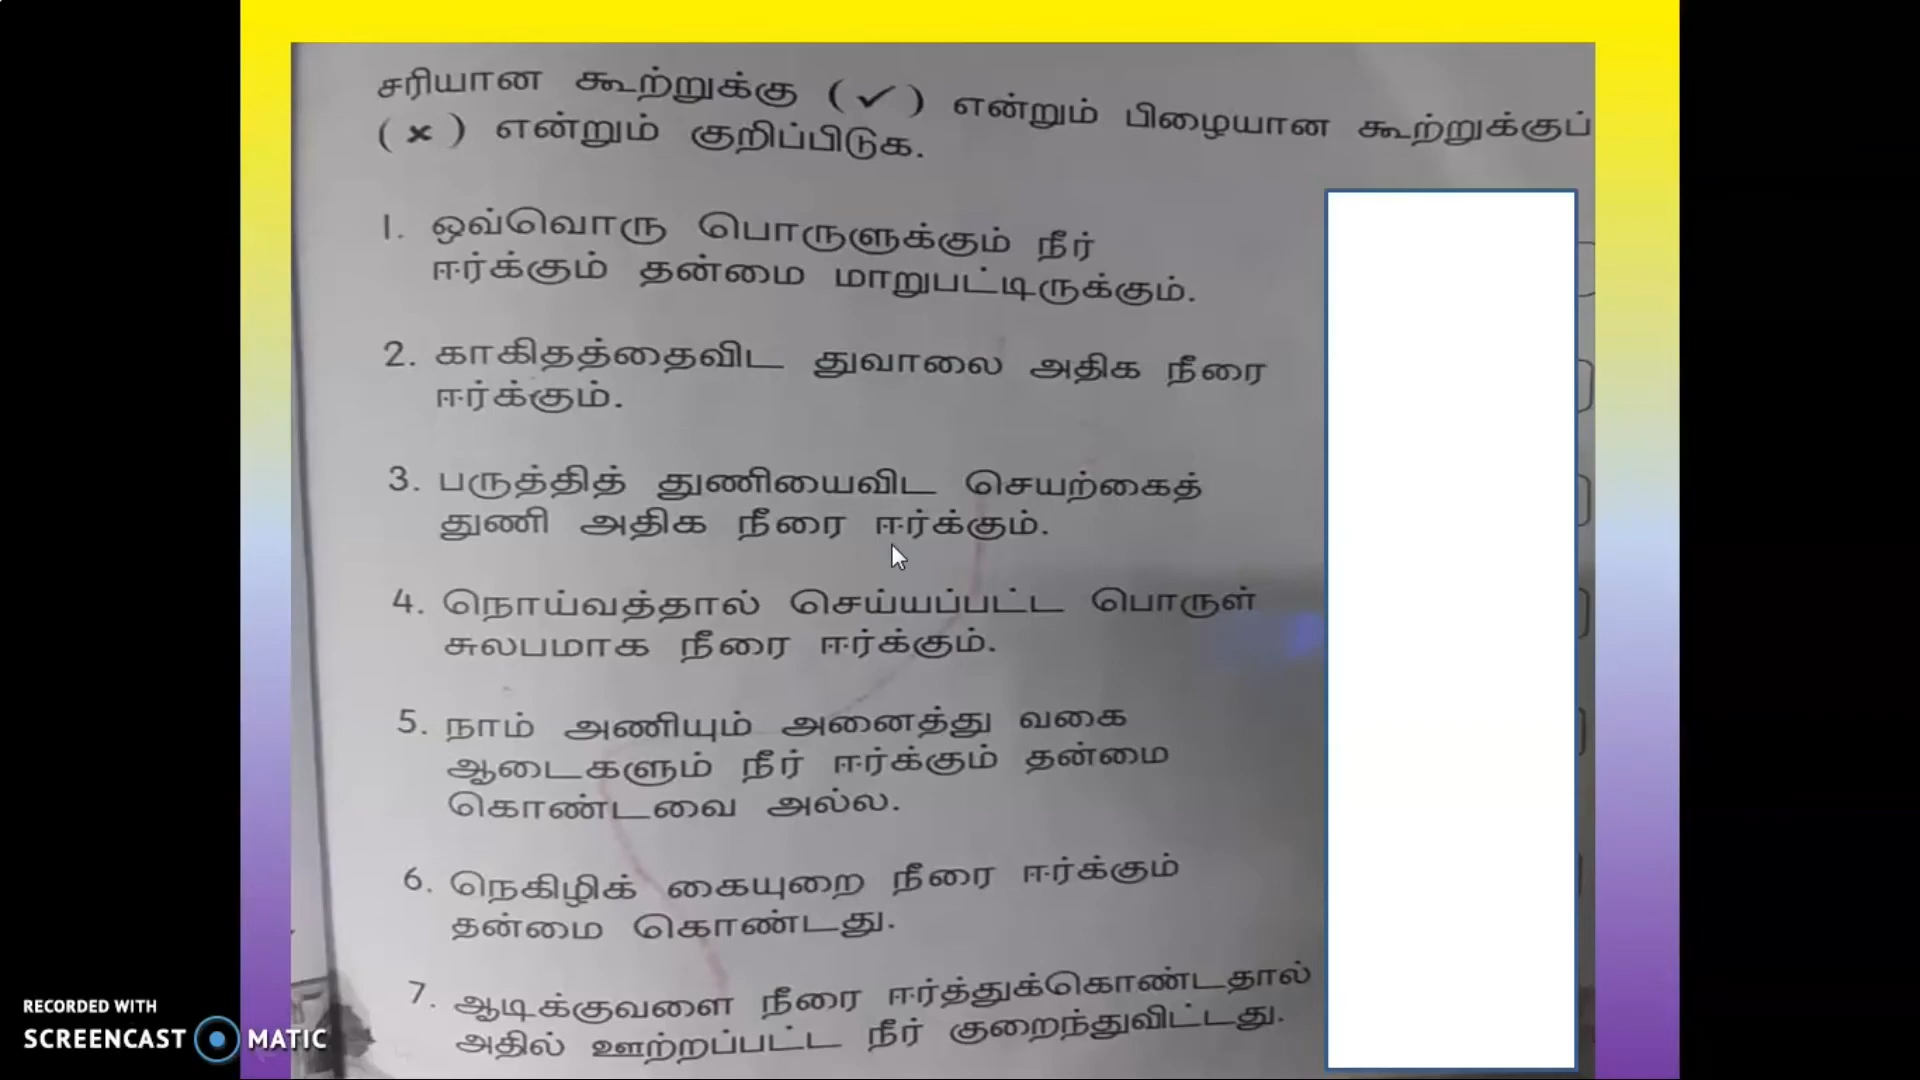 சரியான கூற்றுக்கு (✓) என்றும் பிழையான கூற்றுக்குப்
(×) என்றும் குறிப்பிடுக.
1. ஒவ்வொரு பொருளுக்கும் நீர்
ஈர்க்கும் தன்மை மாறுபட்டிருக்கும்.
2. காகிதத்தைவிட துவாலை அதிக நீரை
ஈர்க்கும்.
3. பருத்தித் துணியைவிட செயற்கைத்
துணி அதிக நீரை ஈர்க்கும்.
4. நொய்வத்தால் செய்யப்பட்ட பொருள்
சுலபமாக நீரை ஈர்க்கும்.
5. நாம் அணியும் அனைத்து வகை
ஆடைகளும் நீர் ஈர்க்கும் தன்மை
கொண்டவை அல்ல.
6. நெகிழிக் கையுறை நீரை ஈர்க்கும்
தன்மை கொண்டது.
7. ஆடிக்குவளை நீரை ஈர்த்துக்கொண்டதால்
அதில் ஊற்றப்பட்ட நீர் குறைந்துவிட்டது.
RECORDED WITH
SCREENCAST MATIC